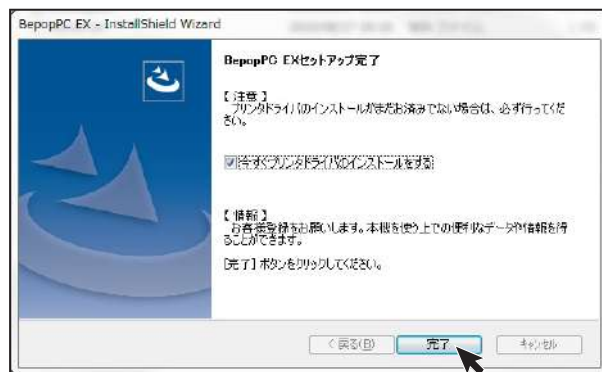 BepopPC EX - InstallShield Wizard
BepopPC EXセットアップ完了
【 注意 】
プリンタドライバのインストールがまだお済みでない場合は、必ず行ってくだ
さい。
今すぐプリンタドライバのインストールをする
【 情報 】
お客様登録をお願いします。本機を使う上での便利なデータや情報を得
ることができます。
[完了] ボタンをクリックしてください。
< 戻る(B)
完了
キャンセル